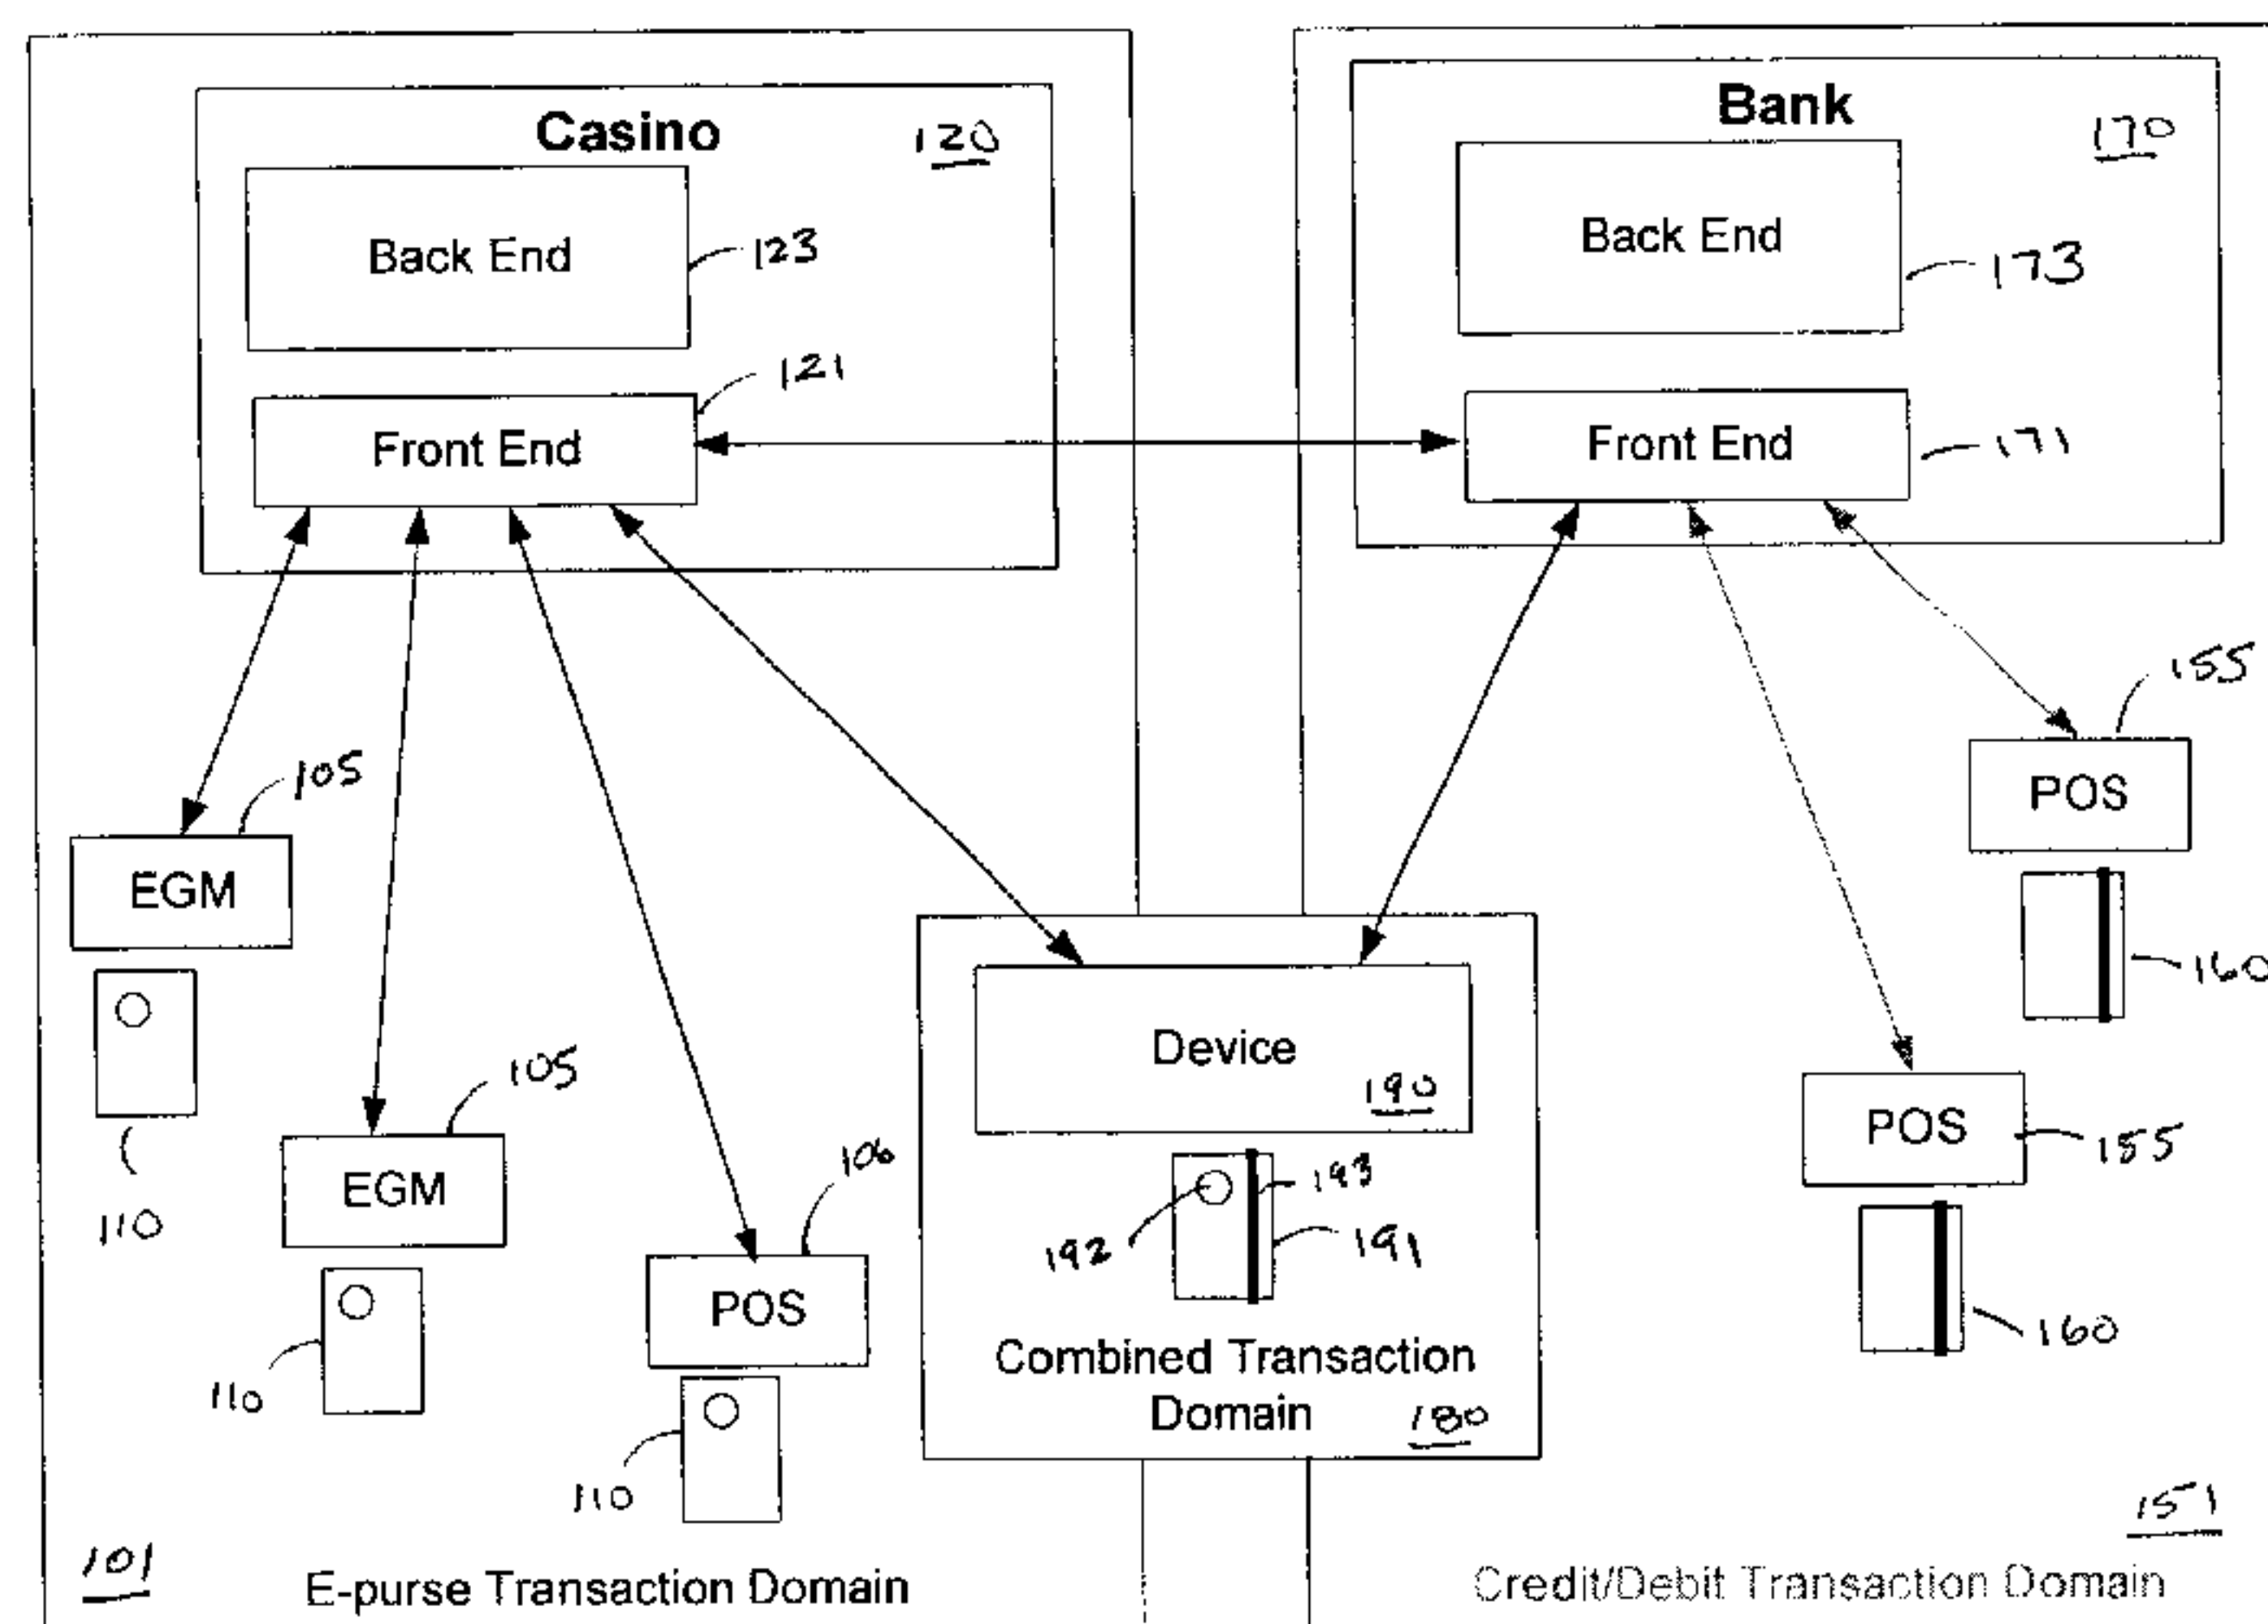 Casino
120
Back End
123
121
Front End
Bank
170
Back End
173
Front End
171
155
POS
160
105
EGM
110
105
EGM
110
106
POS
110
Device
190
193
192
191
Combined Transaction
Domain
180
POS
155
160
101
E-purse Transaction Domain
151
Credit/Debit Transaction Domain